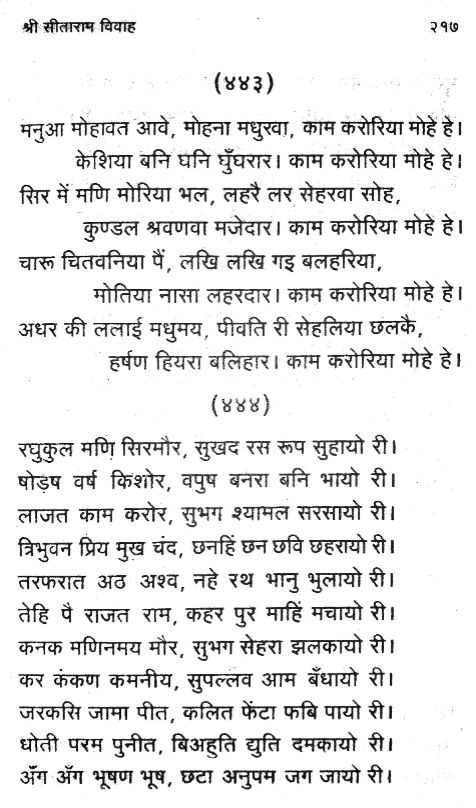 श्री सीताराम विवाह २१७
(४४३)
मनुआ मोहावत आवे, मोहना मधुरवा, काम करोरिया मोहे हे।
केशिया बनि घनि घुँघरार। काम करोरिया मोहे हे।
सिर में मणि मोरिया भल, लहरै लर सेहरवा सोह,
कुण्डल श्रवणवा मजेदार। काम करोरिया मोहे हे।
चारू चितवनिया पैं, लखि लखि गइ बलहरिया,
मोतिया नासा लहरदार। काम करोरिया मोहे हे।
अधर की ललाई मधुमय, पीवति री सेहलिया छलकै,
हर्षण हियरा बलिहार। काम करोरिया मोहे हे।
(४४४)
रघुकुल मणि सिरमौर, सुखद रस रूप सुहायो री।
षोड़ष वर्ष किशोर, वपुष बनरा बनि भायो री।
लाजत काम करोर, सुभग श्यामल सरसायो री।
त्रिभुवन प्रिय मुख चंद, छनहिं छन छवि छहरायो री।
तरफरात अठ अश्व, नहे रथ भानु भुलायो री।
तेहि पै राजत राम, कहर पुर माहिं मचायो री।
कनक मणिनमय मौर, सुभग सेहरा झलकायो री।
कर कंकण कमनीय, सुपल्लव आम बँधायो री।
जरकसि जामा पीत, कलित फेंटा फबि पायो री।
धोती परम पुनीत, बिअहुति द्युति दमकायो री।
अँग अँग भूषण भूष, छटा अनुपम जग जायो री।